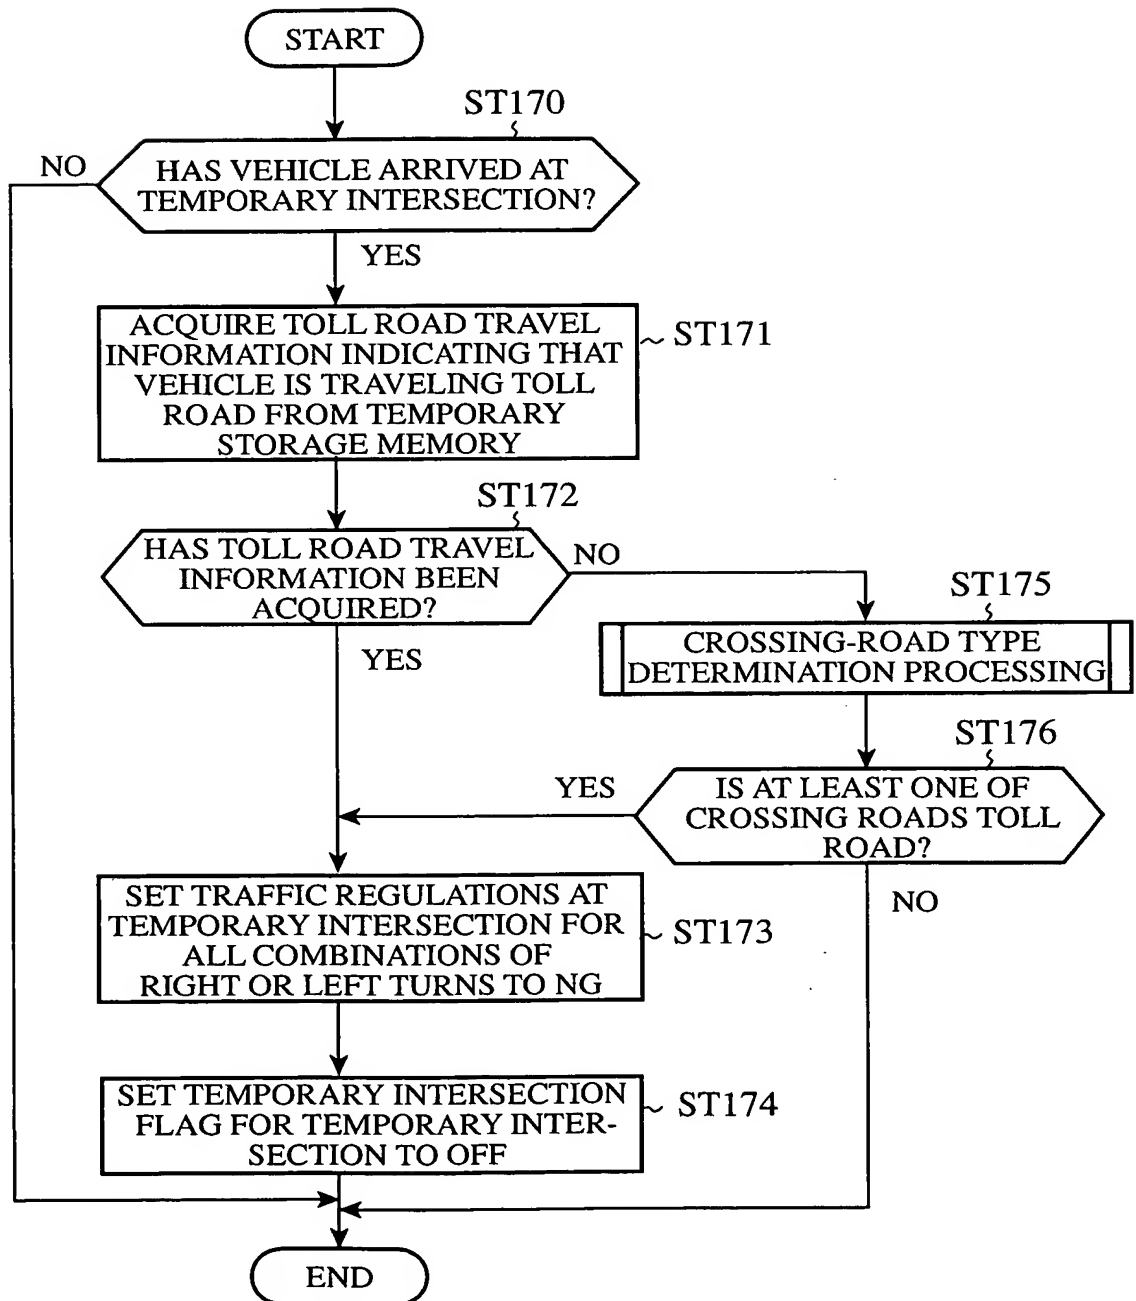 START
ST170
NO
HAS VEHICLE ARRIVED AT
TEMPORARY INTERSECTION?
YES
ACQUIRE TOLL ROAD TRAVEL
INFORMATION INDICATING THAT
VEHICLE IS TRAVELING TOLL
ROAD FROM TEMPORARY
STORAGE MEMORY
ST171
ST172
HAS TOLL ROAD TRAVEL
INFORMATION BEEN
ACQUIRED?
NO
YES
ST175
CROSSING-ROAD TYPE
DETERMINATION PROCESSING
ST176
YES
IS AT LEAST ONE OF
CROSSING ROADS TOLL
ROAD?
NO
SET TRAFFIC REGULATIONS AT
TEMPORARY INTERSECTION FOR
ALL COMBINATIONS OF
RIGHT OR LEFT TURNS TO NG
ST173
SET TEMPORARY INTERSECTION
FLAG FOR TEMPORARY INTER-
SECTION TO OFF
ST174
END